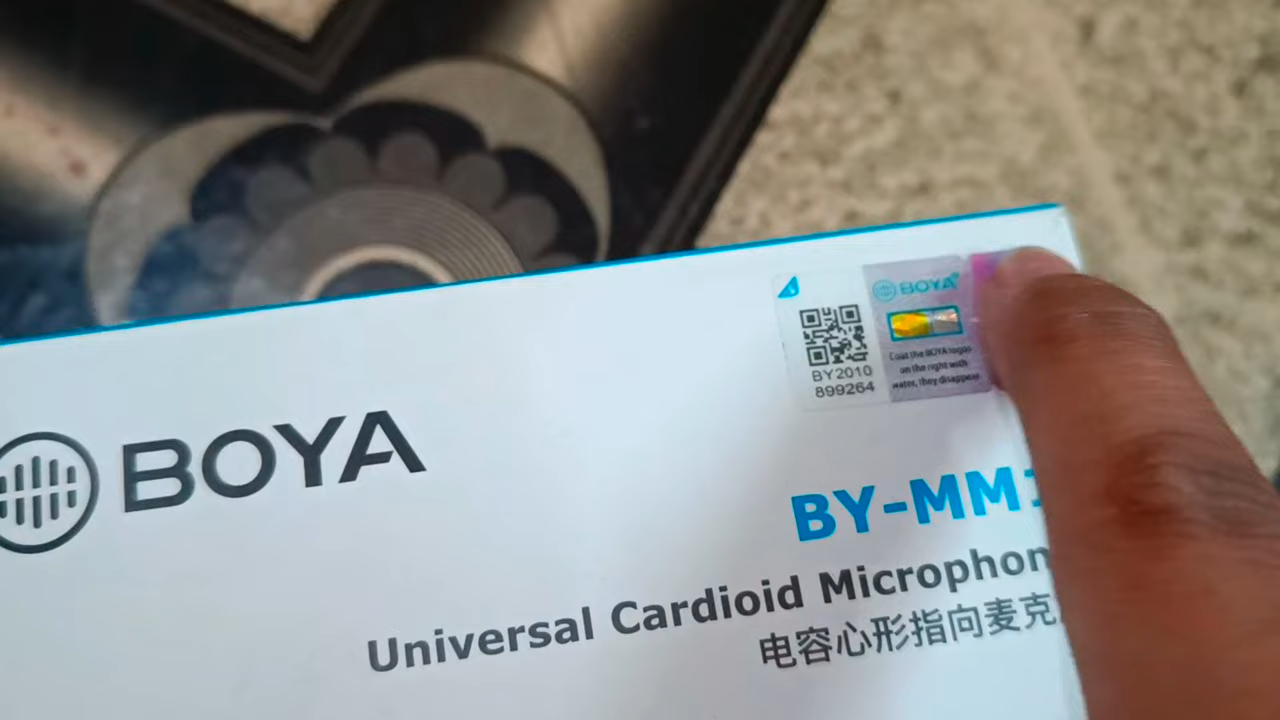 BOYA
BY2010
899264
Coat the BOYA logos
on the right with
water, they disappear
BOYA
BY-MM1
Universal Cardioid Microphon
电容心形指向麦克